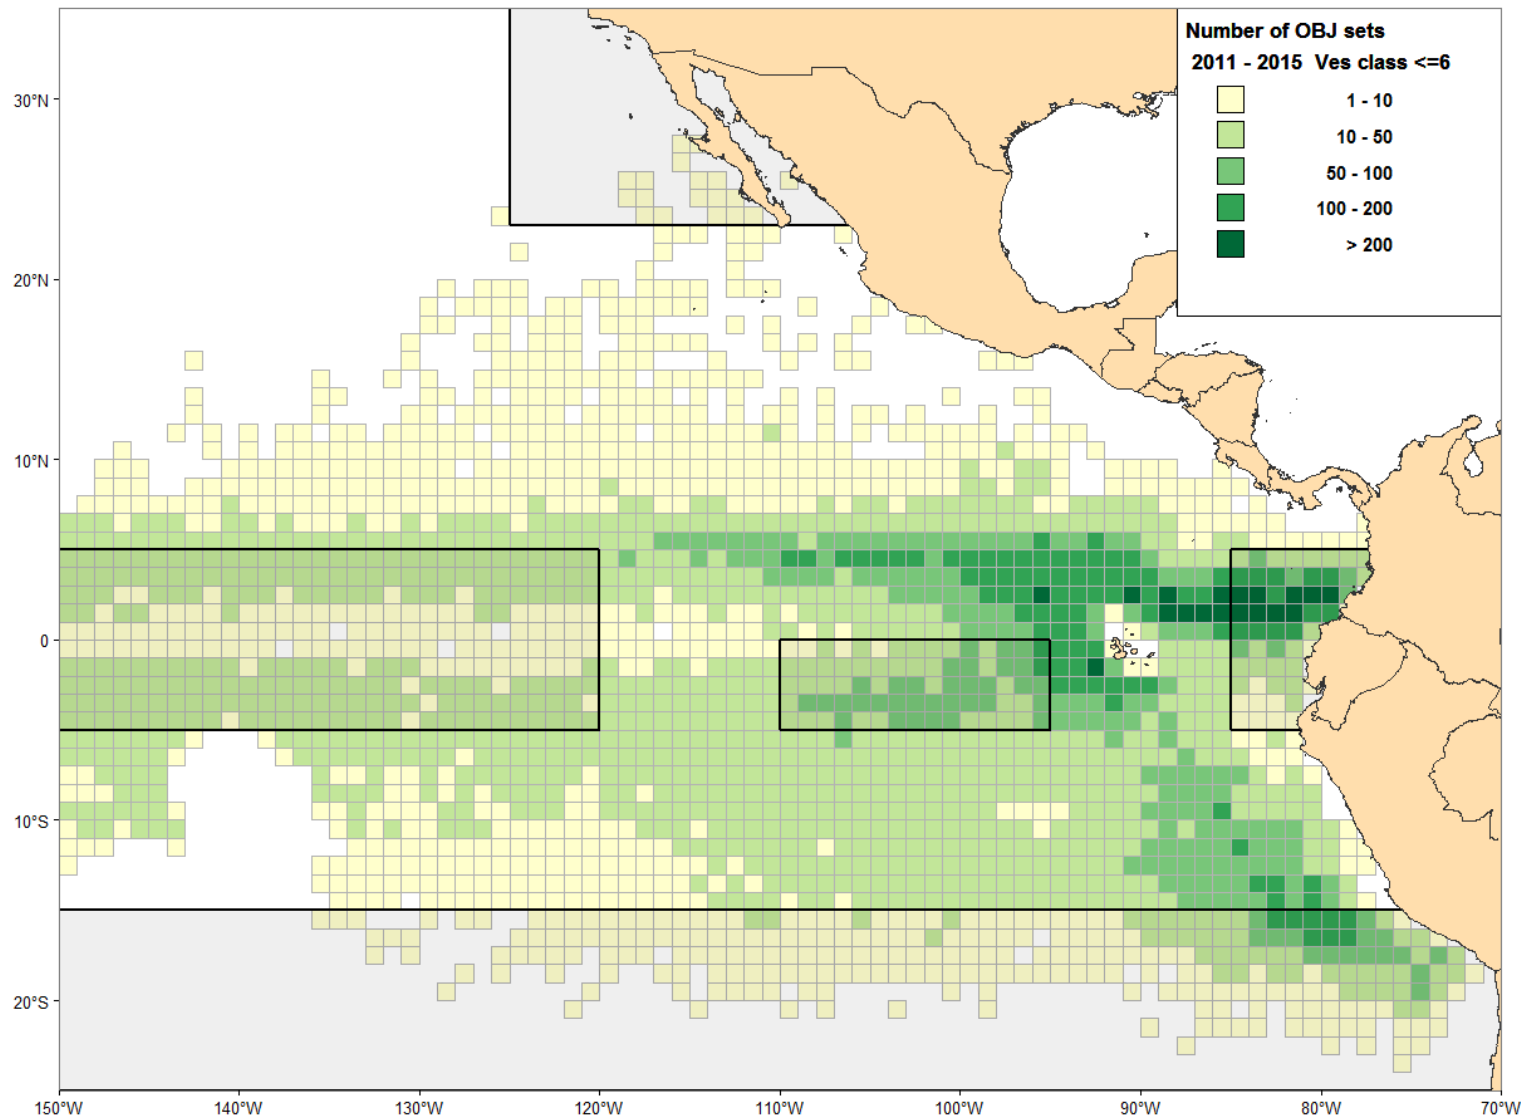 Number of OBJ sets
2011 - 2015 Ves class <=6
1 - 10
10 - 50
50 - 100
100 - 200
> 200
30°N
20°N
10°N
0
10°S
20°S
150°W 140°W 130°W 120°W 110°W 100°W 90°W 80°W 70°W